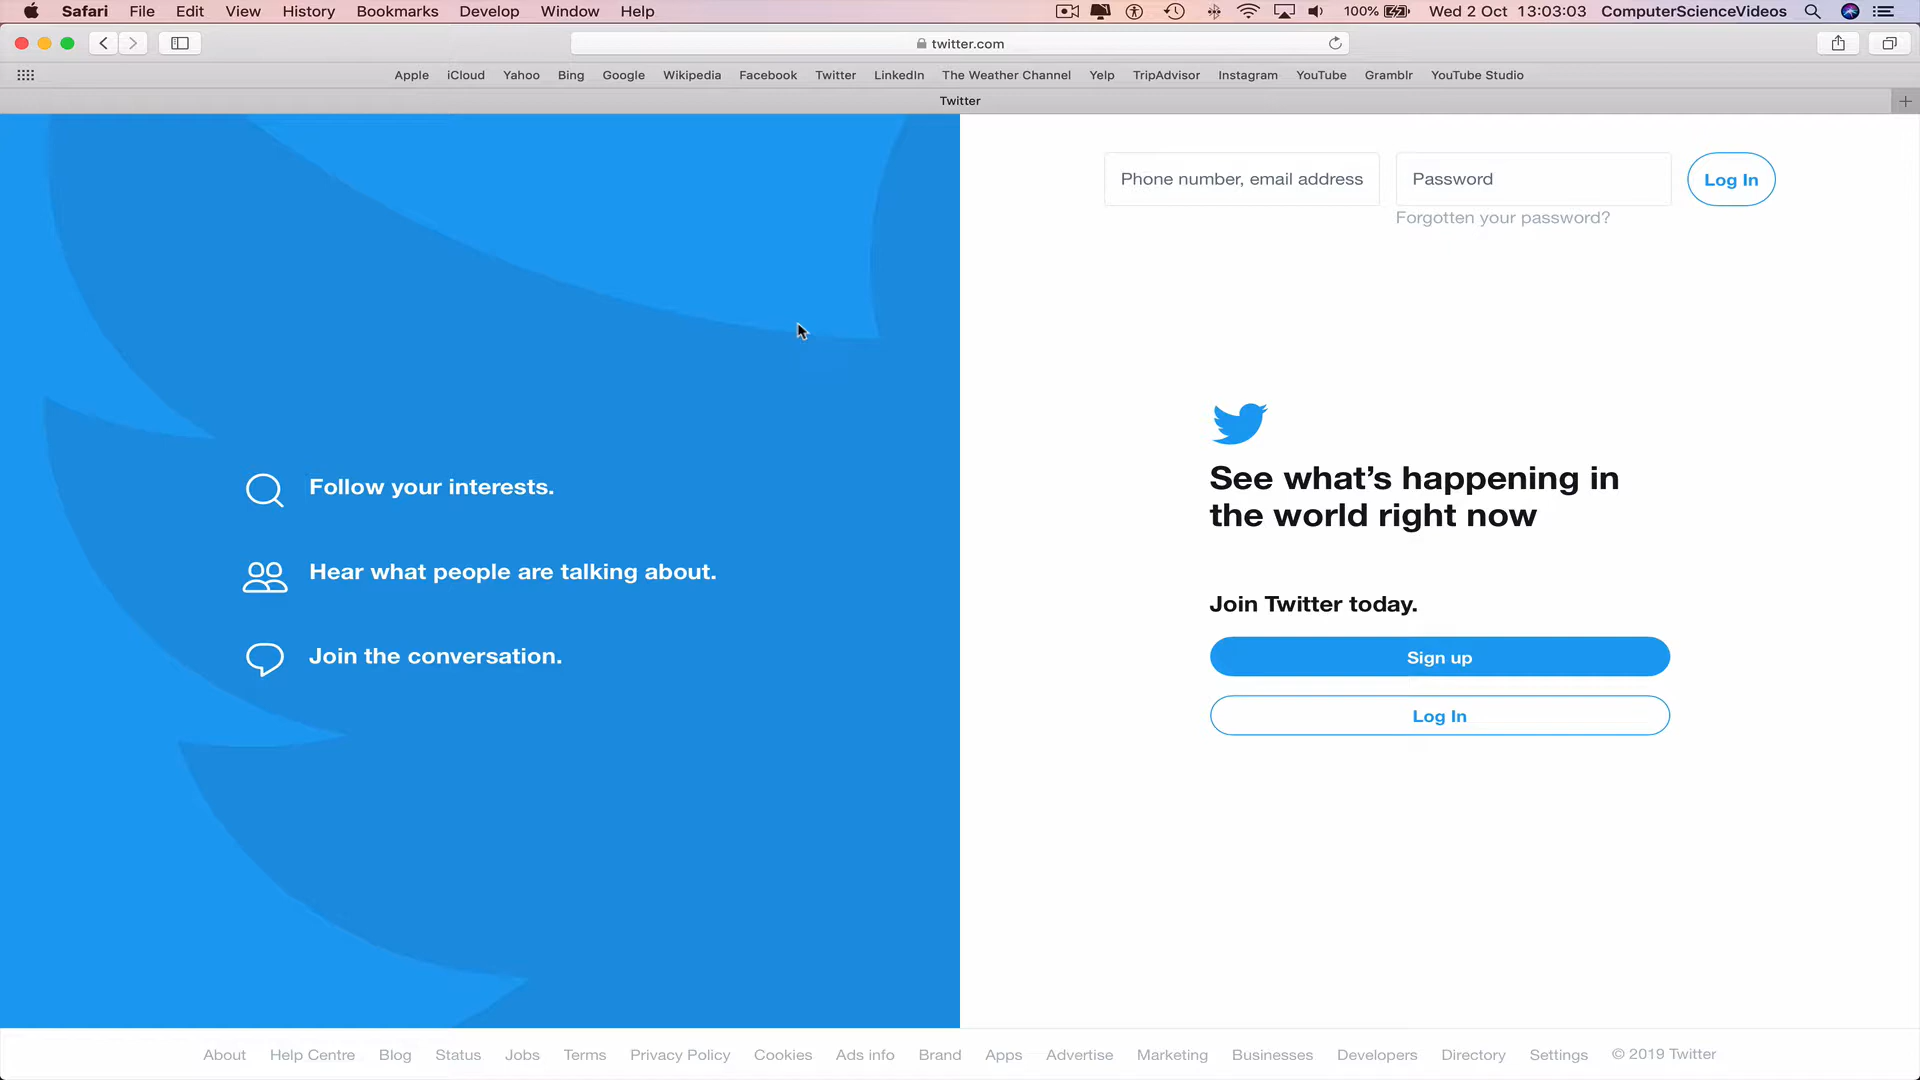 Safari File Edit View History Bookmarks Develop Window Help 100% Wed 2 Oct 13:03:03 ComputerScienceVideos
twitter.com
Apple iCloud Yahoo Bing Google Wikipedia Facebook Twitter LinkedIn The Weather Channel Yelp TripAdvisor Instagram YouTube Gramblr YouTube Studio
Twitter
Phone number, email address Password Log In
Forgotten your password?
Follow your interests.
Hear what people are talking about.
Join the conversation.
See what's happening in
the world right now
Join Twitter today.
Sign up
Log In
About Help Centre Blog Status Jobs Terms Privacy Policy Cookies Ads info Brand Apps Advertise Marketing Businesses Developers Directory Settings © 2019 Twitter